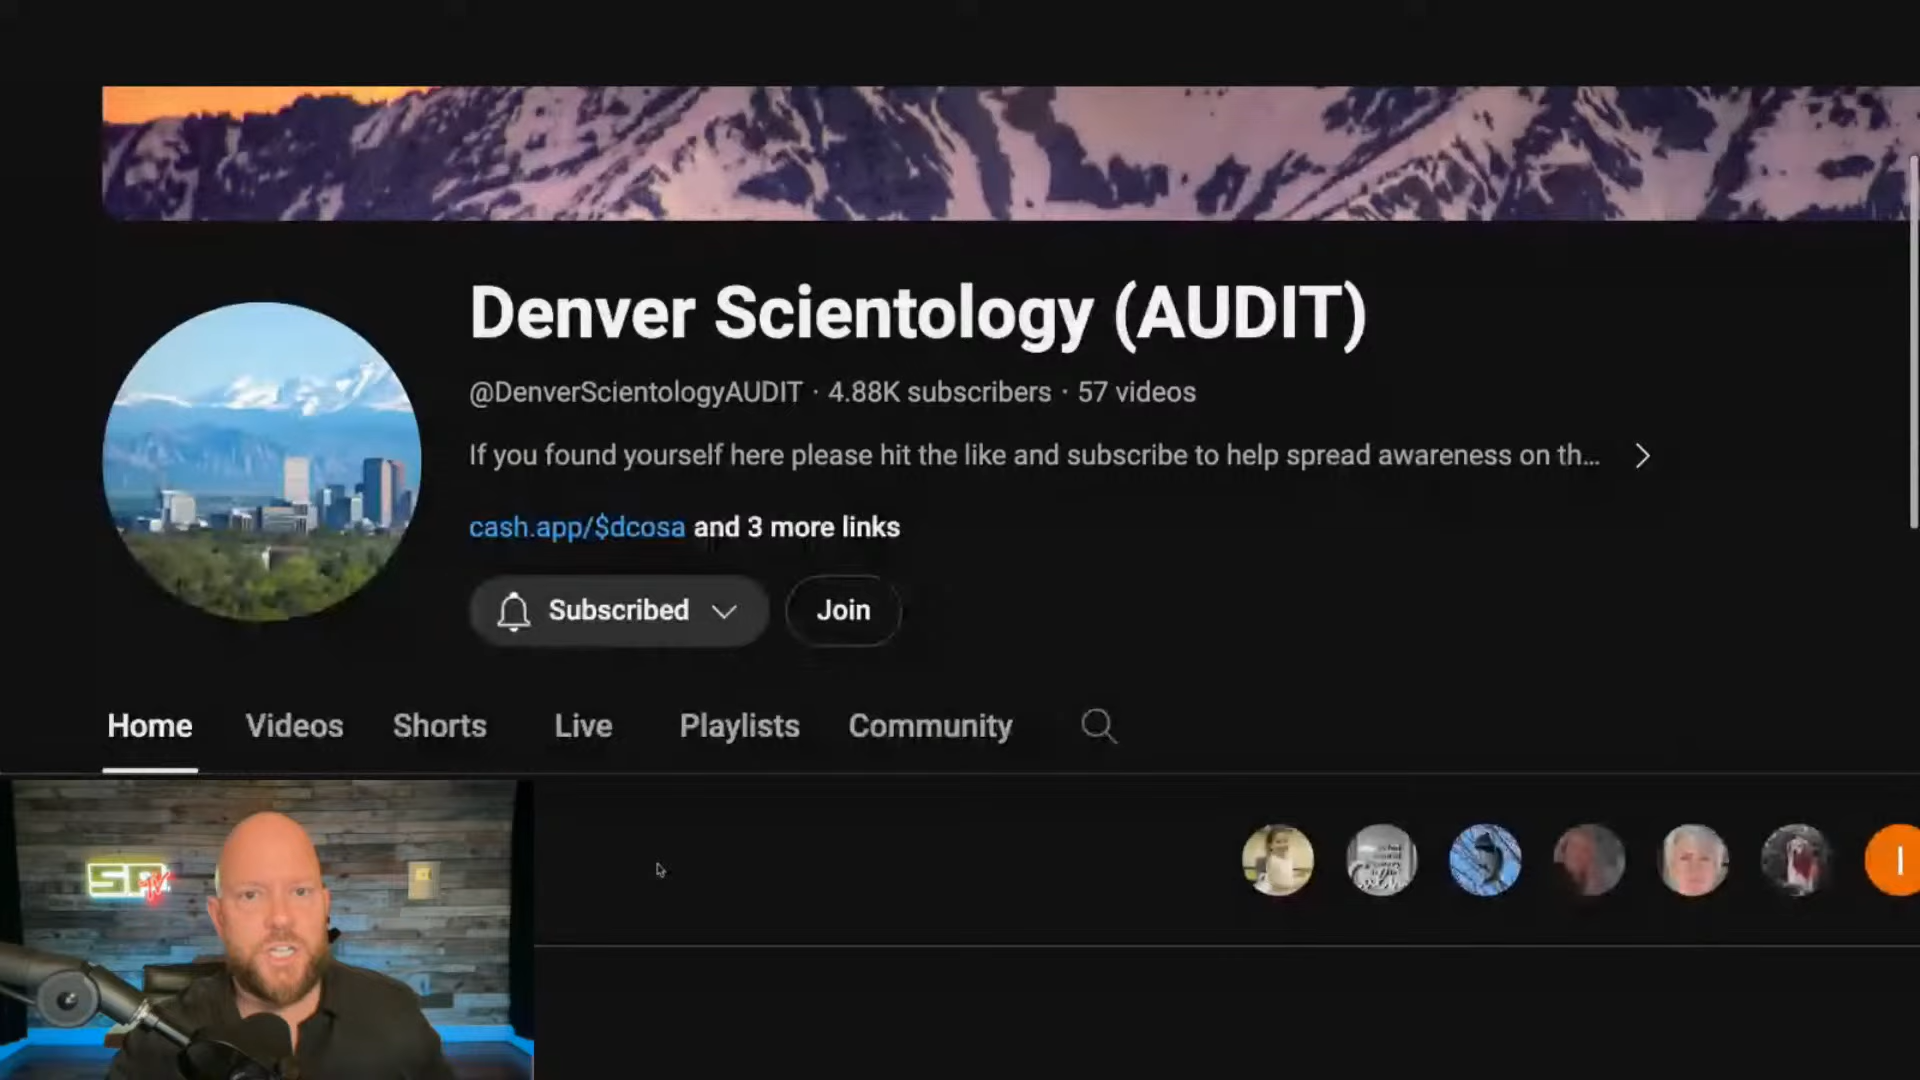 Denver Scientology (AUDIT)
@DenverScientologyAUDIT · 4.88K subscribers · 57 videos
If you found yourself here please hit the like and subscribe to help spread awareness on th...
cash.app/$dcosa and 3 more links
Subscribed
Join
Home Videos Shorts Live Playlists Community
I
SPTV